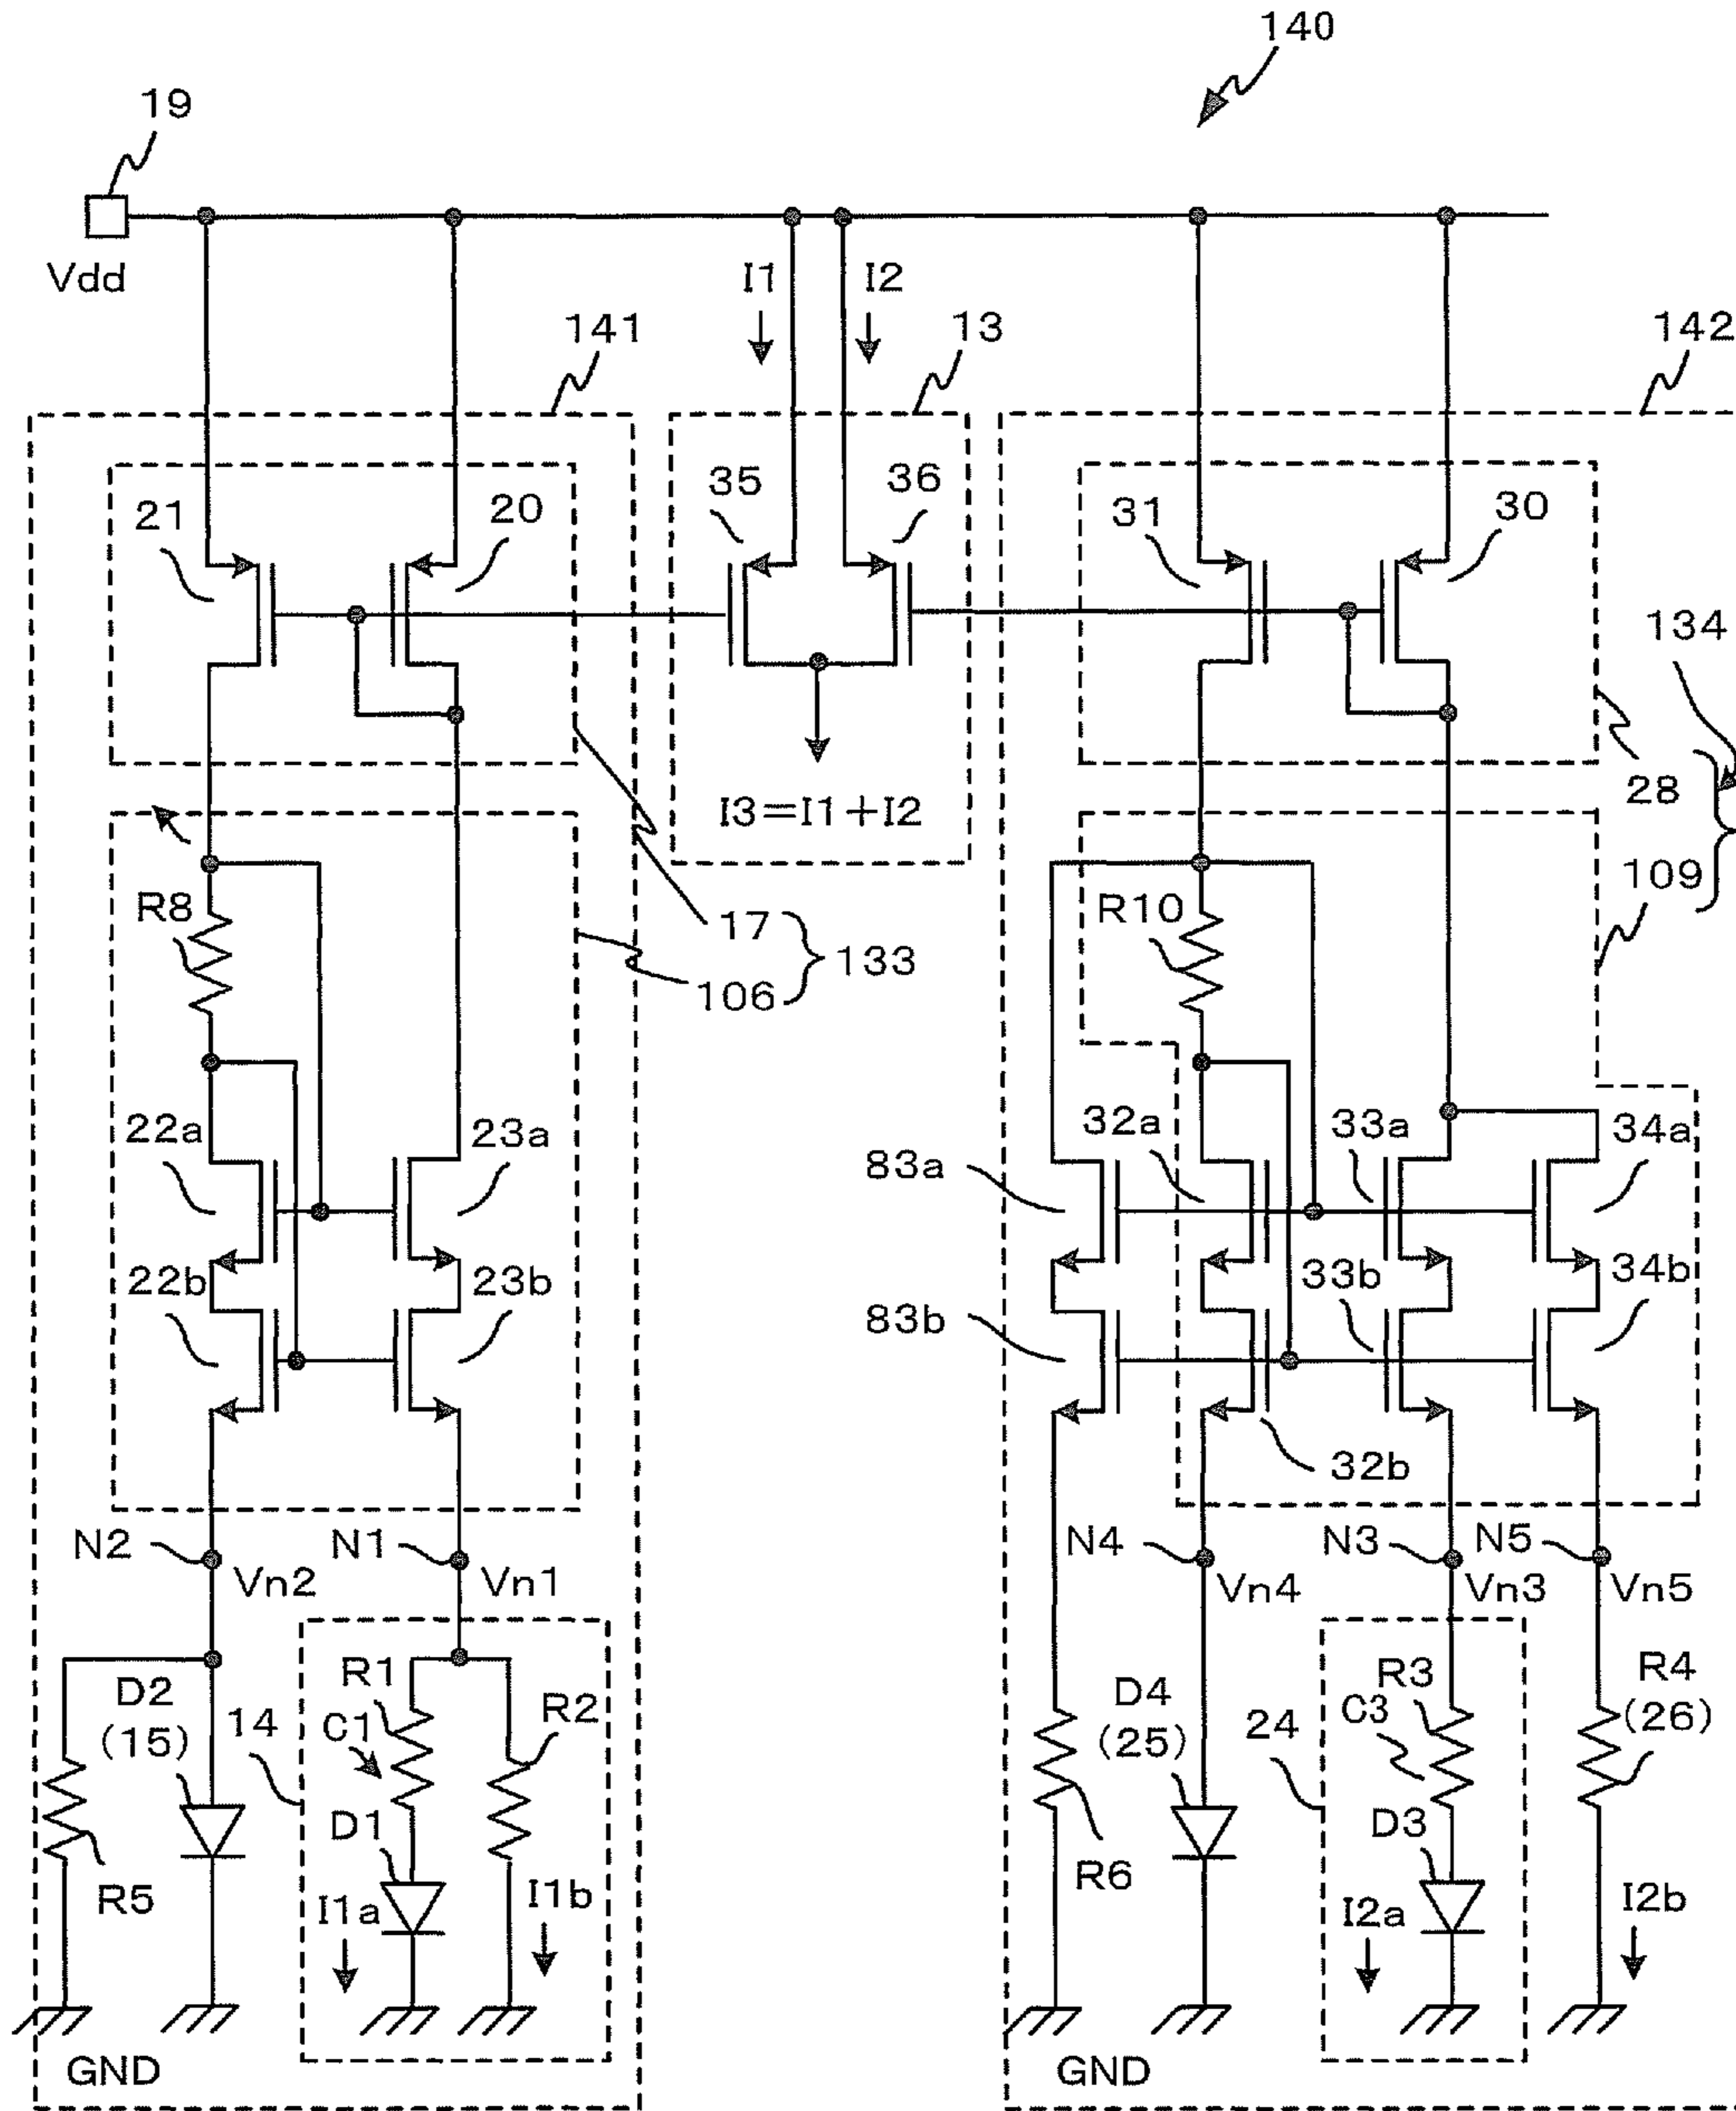 140
19
Vdd
I1
I2
141
13
142
21
20
35
36
31
30
134
28
I3=I1+I2
109
R8
17
133
106
R10
22a
23a
32a
33a
34a
83a
22b
23b
33b
34b
83b
32b
N2
N1
N4
N3
N5
Vn2
Vn1
Vn4
Vn3
Vn5
D2
(15)
14
R1
C1
R2
D4
(25)
24
R3
C3
R4
(26)
D1
D3
R5
I1a
I1b
R6
I2a
I2b
GND
GND